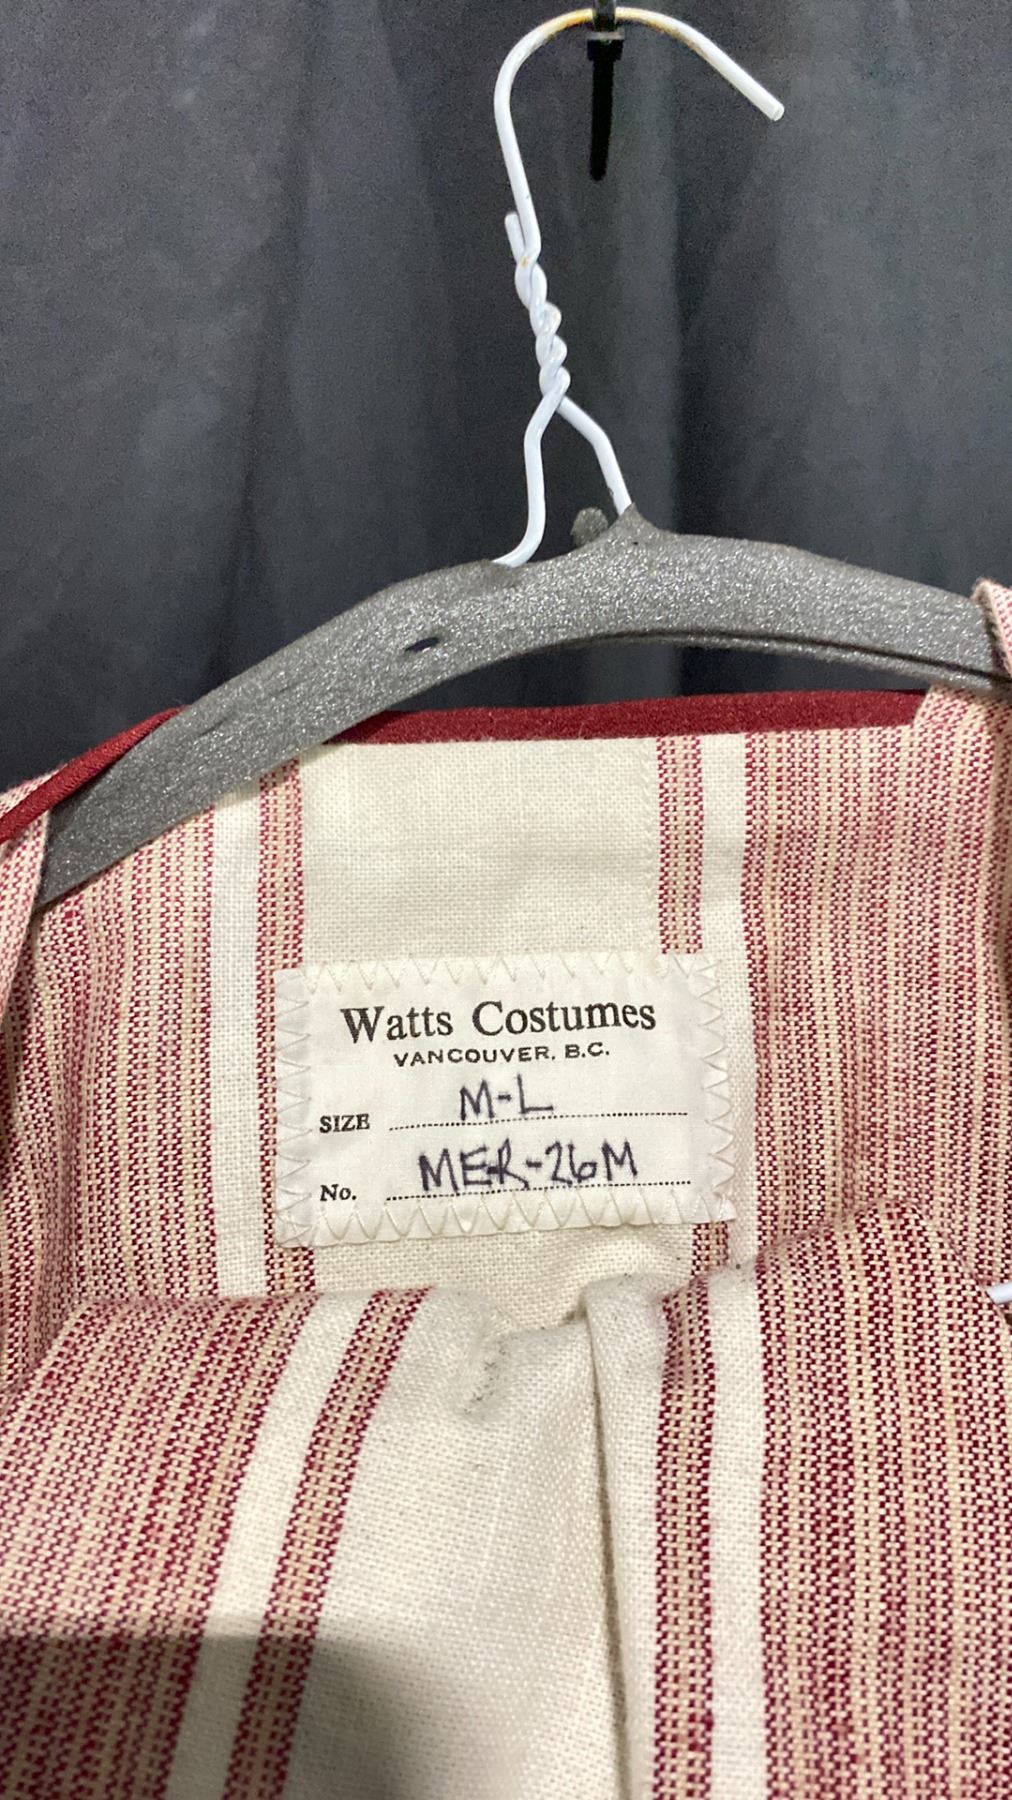 Watts Costumes
VANCOUVER, B.C.
SIZE M-L
No. MER-26M